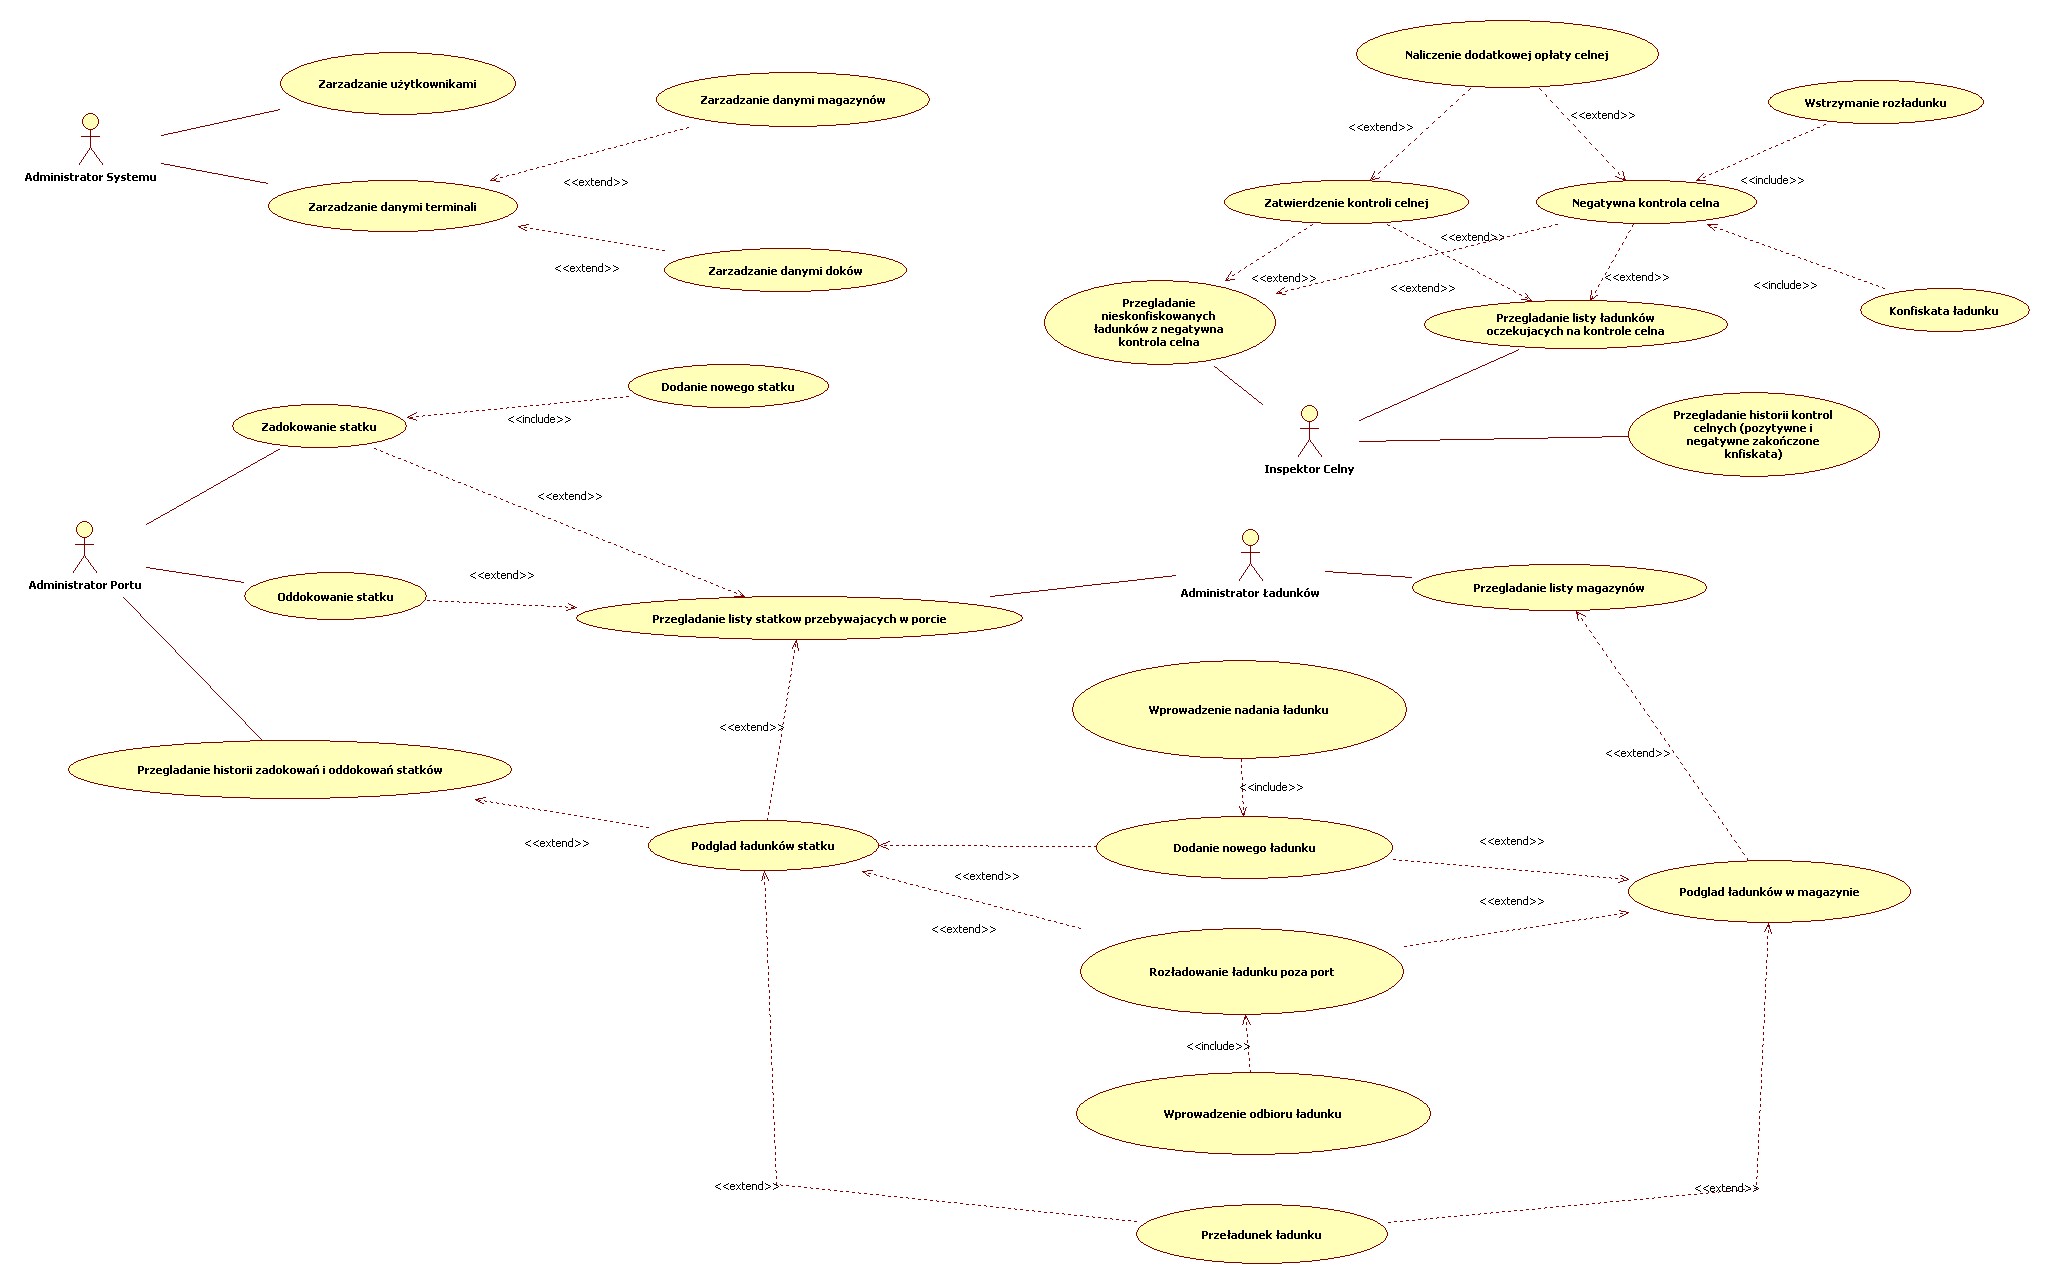 Naliczenie dodatkowej opłaty celnej
Zarzadzanie użytkownikami
Zarzadzanie danymi magazynów
Wstrzymanie rozładunku
<<extend>>
<<extend>>
Administrator Systemu
<<extend>>
<<include>>
Zarzadzanie danymi terminali
Zatwierdzenie kontroli celnej
Negatywna kontrola celna
<<extend>>
<<extend>>
Zarzadzanie danymi doków
<<extend>>
<<extend>>
<<extend>>
<<include>>
Przegladanie
nieskonfiskowanych
ładunków z negatywna
kontrola celna
Przegladanie listy ładunków
oczekujacych na kontrole celna
Konfiskata ładunku
Dodanie nowego statku
<<include>>
Zadokowanie statku
Przegladanie historii kontrol
celnych (pozytywne i
negatywne zakończone
knfiskata)
Inspektor Celny
<<extend>>
<<extend>>
Administrator Portu
Oddokowanie statku
Administrator Ładunków
Przegladanie listy magazynów
Przegladanie listy statkow przebywajacych w porcie
Wprowadzenie nadania ładunku
<<extend>>
<<extend>>
Przegladanie historii zadokowań i oddokowań statków
<<include>>
<<extend>>
<<extend>>
Podglad ładunków statku
Dodanie nowego ładunku
<<extend>>
Podglad ładunków w magazynie
<<extend>>
<<extend>>
Rozładowanie ładunku poza port
<<include>>
Wprowadzenie odbioru ładunku
<<extend>>
<<extend>>
Przeładunek ładunku